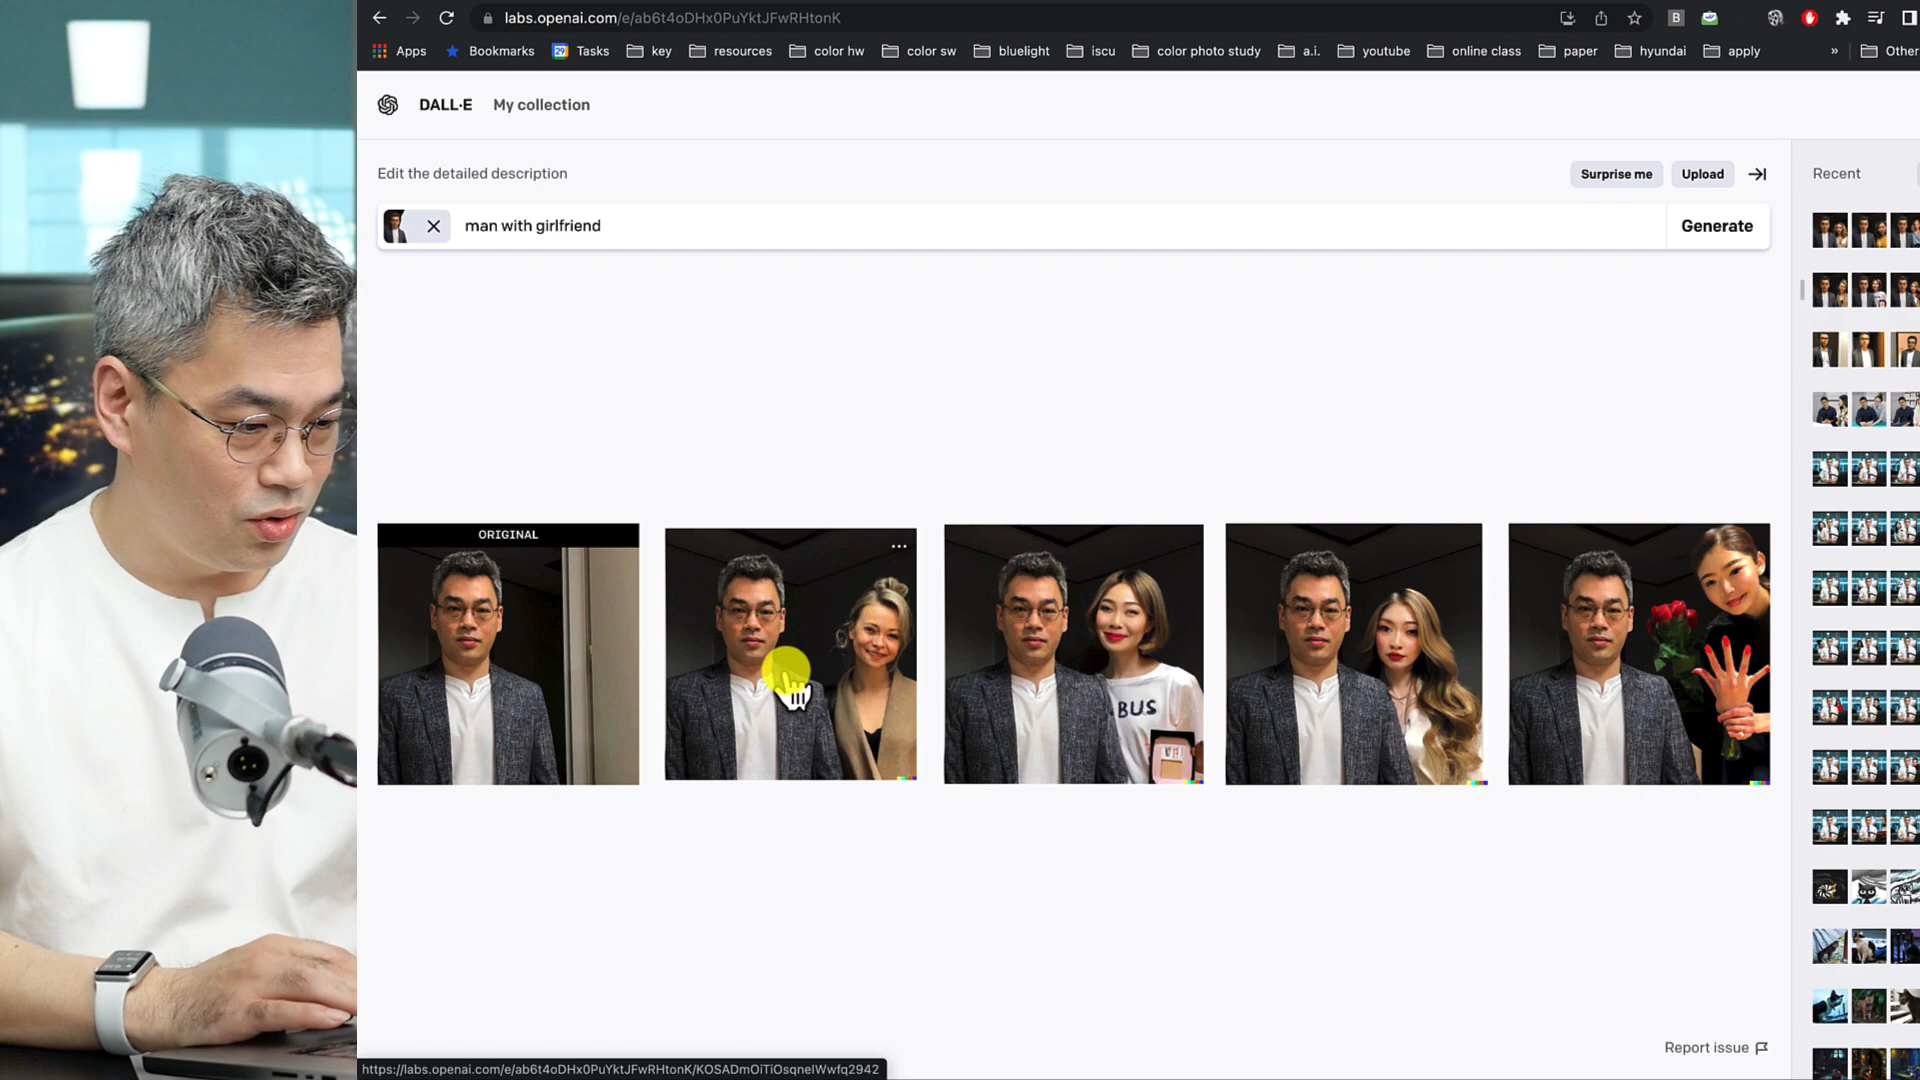 labs.openai.com/e/ab6t4oDHx0PuYktJFwRHtonK
Apps
Bookmarks
29
Tasks
key
resources
color hw
color sw
bluelight
iscu
color photo study
a.i.
youtube
online class
paper
hyundai
apply
»
Other
DALL·E
My collection
Edit the detailed description
Surprise me
Upload
Recent
man with girlfriend
Generate
ORIGINAL
BUS
Report issue
https://labs.openai.com/e/ab6t4oDHx0PuYktJFwRHtonK/KOSADmOiTiOsqnelWwfq2942